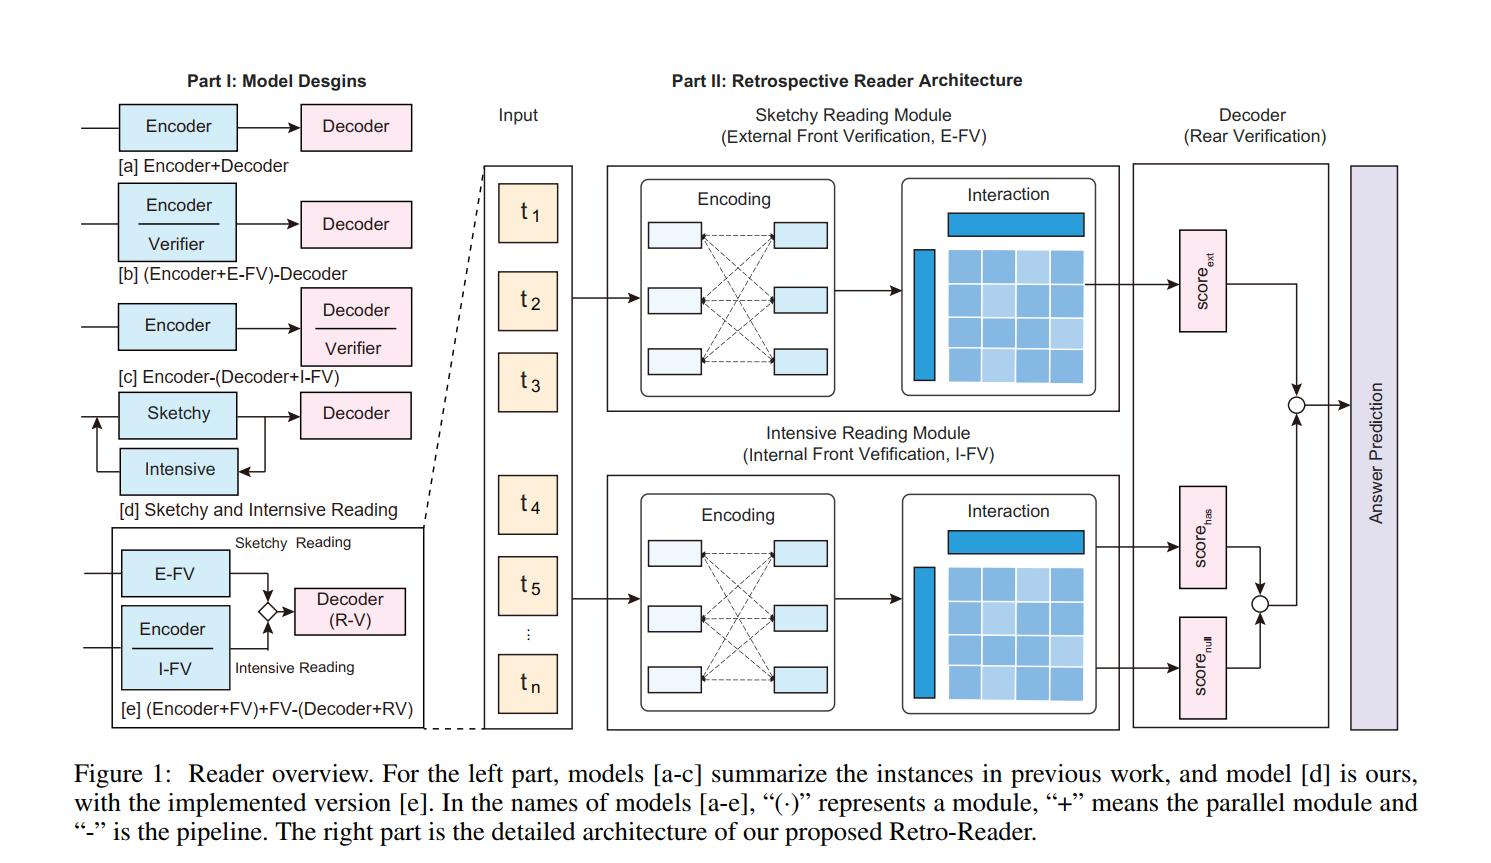 Part I: Model Desgins
Encoder
Decoder
[a] Encoder+Decoder
Encoder
Verifier
Decoder
[b] (Encoder+E-FV)-Decoder
Encoder
Decoder
Verifier
[c] Encoder-(Decoder+I-FV)
Sketchy
Decoder
Intensive
[d] Sketchy and Internsive Reading
Sketchy Reading
E-FV
Encoder
I-FV
Decoder
(R-V)
Intensive Reading
[e] (Encoder+FV)+FV-(Decoder+RV)
Part II: Retrospective Reader Architecture
Input
t1
t2
t3
t4
t5
⋮
tn
Sketchy Reading Module
(External Front Verification, E-FV)
Encoding
Interaction
Intensive Reading Module
(Internal Front Vefification, I-FV)
Encoding
Interaction
Decoder
(Rear Verification)
scoreext
scorehas
scorenull
Answer Prediction
Figure 1: Reader overview. For the left part, models [a-c] summarize the instances in previous work, and model [d] is ours,
with the implemented version [e]. In the names of models [a-e], “(·)” represents a module, “+” means the parallel module and
“-” is the pipeline. The right part is the detailed architecture of our proposed Retro-Reader.